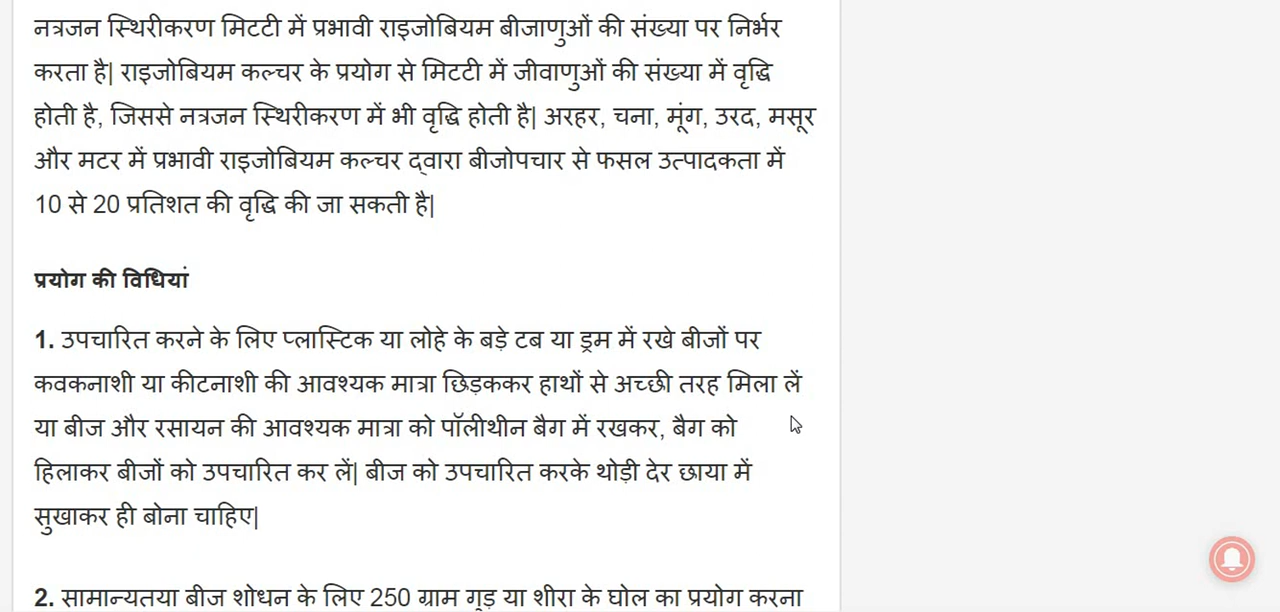 नत्रजन स्थिरीकरण मिटटी में प्रभावी राइजोबियम बीजाणुओं की संख्या पर निर्भर
करता है| राइजोबियम कल्चर के प्रयोग से मिटटी में जीवाणुओं की संख्या में वृद्धि
होती है, जिससे नत्रजन स्थिरीकरण में भी वृद्धि होती है| अरहर, चना, मूंग, उरद, मसूर
और मटर में प्रभावी राइजोबियम कल्चर द्वारा बीजोपचार से फसल उत्पादकता में
10 से 20 प्रतिशत की वृद्धि की जा सकती है|
प्रयोग की विधियां
1. उपचारित करने के लिए प्लास्टिक या लोहे के बड़े टब या ड्रम में रखे बीजों पर
कवकनाशी या कीटनाशी की आवश्यक मात्रा छिड़ककर हाथों से अच्छी तरह मिला लें
या बीज और रसायन की आवश्यक मात्रा को पॉलीथीन बैग में रखकर, बैग को
हिलाकर बीजों को उपचारित कर लें| बीज को उपचारित करके थोड़ी देर छाया में
सुखाकर ही बोना चाहिए|
2. सामान्यतया बीज शोधन के लिए 250 ग्राम गुड़ या शीरा के घोल का प्रयोग करना